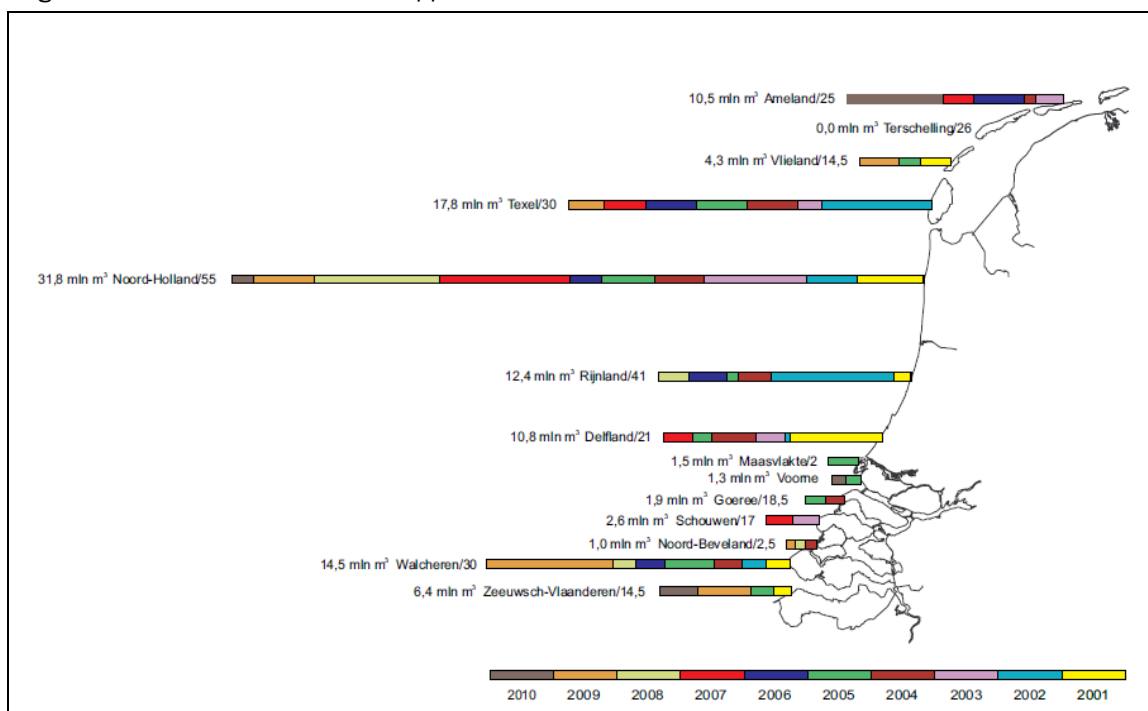 10,5 mln m³ Ameland/25
0,0 mln m³ Terschelling/26
4,3 mln m³ Vlieland/14,5
17,8 mln m³ Texel/30
31,8 mln m³ Noord-Holland/55
12,4 mln m³ Rijnland/41
10,8 mln m³ Delfland/21
1,5 mln m³ Maasvlakte/2
1,3 mln m³ Voorne
1,9 mln m³ Goeree/18,5
2,6 mln m³ Schouwen/17
1,0 mln m³ Noord-Beveland/2,5
14,5 mln m³ Walcheren/30
6,4 mln m³ Zeeuwsch-Vlaanderen/14,5
2010 2009 2008 2007 2006 2005 2004 2003 2002 2001